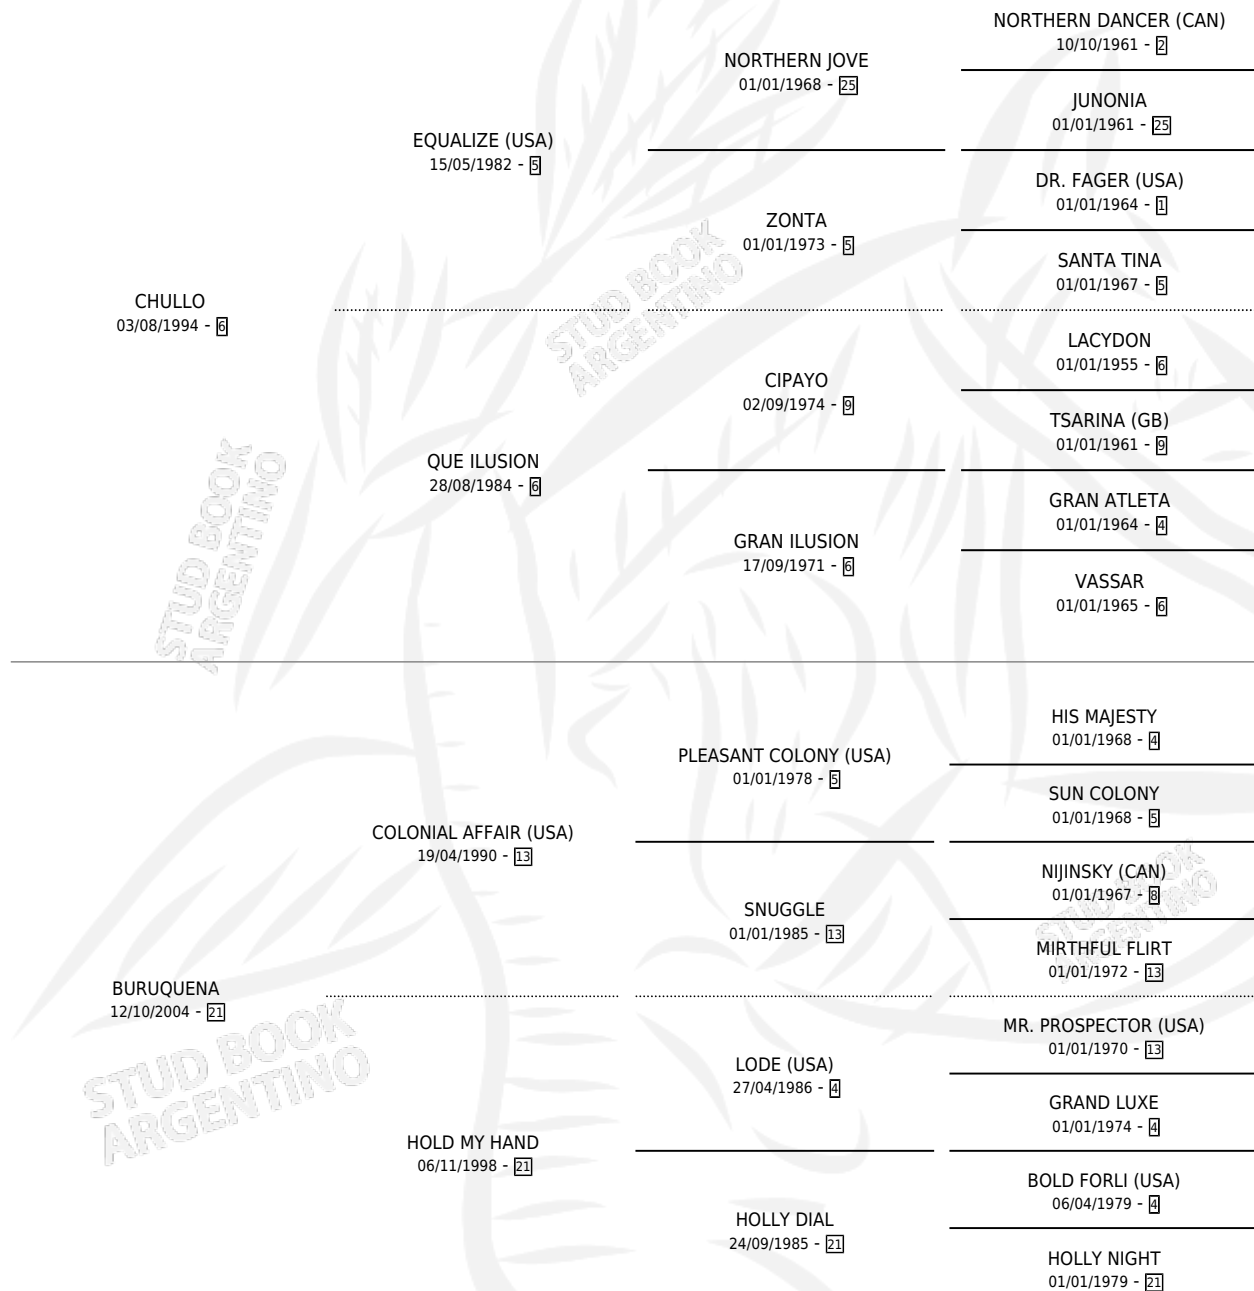 NORTHERN DANCER (CAN)
10/10/1961 - 2
NORTHERN JOVE
01/01/1968 - 25
JUNONIA
01/01/1961 - 25
EQUALIZE (USA)
15/05/1982 - 5
DR. FAGER (USA)
01/01/1964 - 1
ZONTA
01/01/1973 - 5
SANTA TINA
01/01/1967 - 5
CHULLO
03/08/1994 - 6
STUD BOOK
ARGENTINO
LACYDON
01/01/1955 - 6
CIPAYO
02/09/1974 - 9
TSARINA (GB)
01/01/1961 - 9
QUE ILUSION
28/08/1984 - 6
GRAN ATLETA
01/01/1964 - 4
GRAN ILUSION
17/09/1971 - 6
VASSAR
01/01/1965 - 6
STUD BOOK
ARGENTINO
HIS MAJESTY
01/01/1968 - 4
PLEASANT COLONY (USA)
01/01/1978 - 5
SUN COLONY
01/01/1968 - 5
COLONIAL AFFAIR (USA)
19/04/1990 - 13
NIJINSKY (CAN)
01/01/1967 - 8
SNUGGLE
01/01/1985 - 13
MIRTHFUL FLIRT
01/01/1972 - 13
STUD BOOK
ARGENTINO
BURUQUENA
12/10/2004 - 21
MR. PROSPECTOR (USA)
01/01/1970 - 13
LODE (USA)
27/04/1986 - 4
GRAND LUXE
01/01/1974 - 4
STUD BOOK
ARGENTINO
HOLD MY HAND
06/11/1998 - 21
BOLD FORLI (USA)
06/04/1979 - 4
HOLLY DIAL
24/09/1985 - 21
HOLLY NIGHT
01/01/1979 - 21